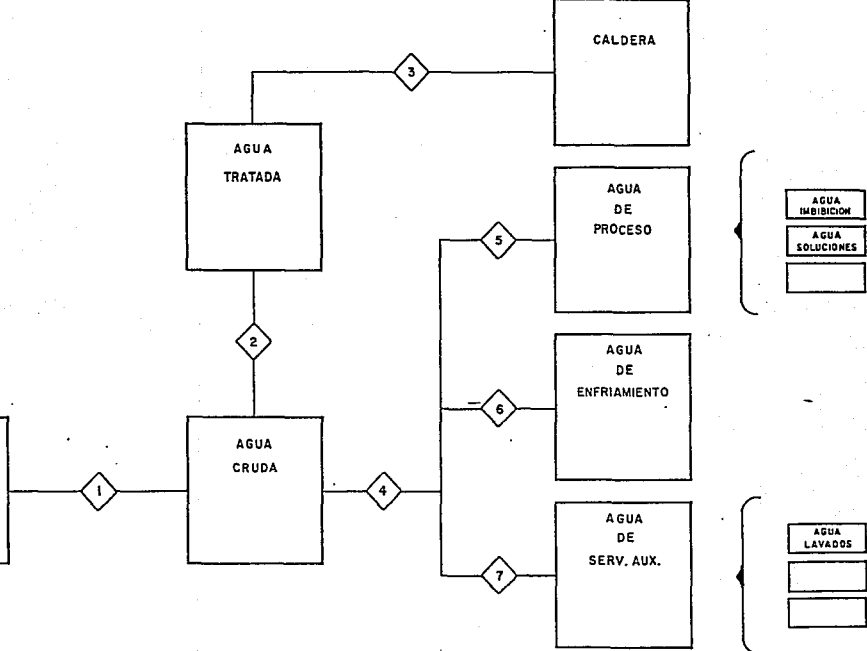 CALDERA
3
AGUA
TRATADA
AGUA
DE
PROCESO
5
AGUA
IMBIBICION
AGUA
SOLUCIONES
2
AGUA
DE
ENFRIAMIENTO
6
AGUA
CRUDA
1
4
AGUA
DE
SERV. AUX.
7
AGUA
LAVADOS